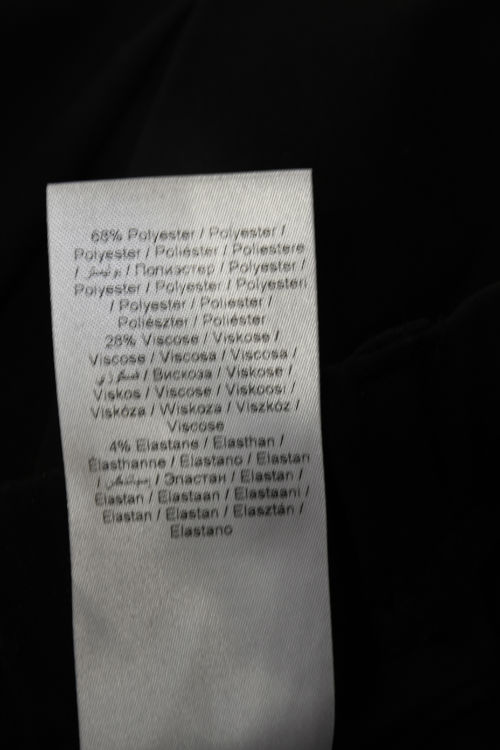 68% Polyester / Polyester /
Polyester / Poliéster / Poliestere
/ بوليستر / Полиэстер / Polyester /
Polyester / Polyester / Polyesteri
/ Polyester / Poliester /
Poliészter / Poliéster
28% Viscose / Viskose /
Viscose / Viscosa / Viscosa /
/ Вискоза / Viskose /
Viskos / Viscose / Viskoosi /
Viskóza / Wiskoza / Viszkóz /
Viscose
4% Elastane / Elasthan /
Élasthanne / Elastano / Elastan
/ / Эластан / Elastan /
Elastan / Elastaan / Elastaani /
Elastan / Elastan / Elasztán /
Elastano